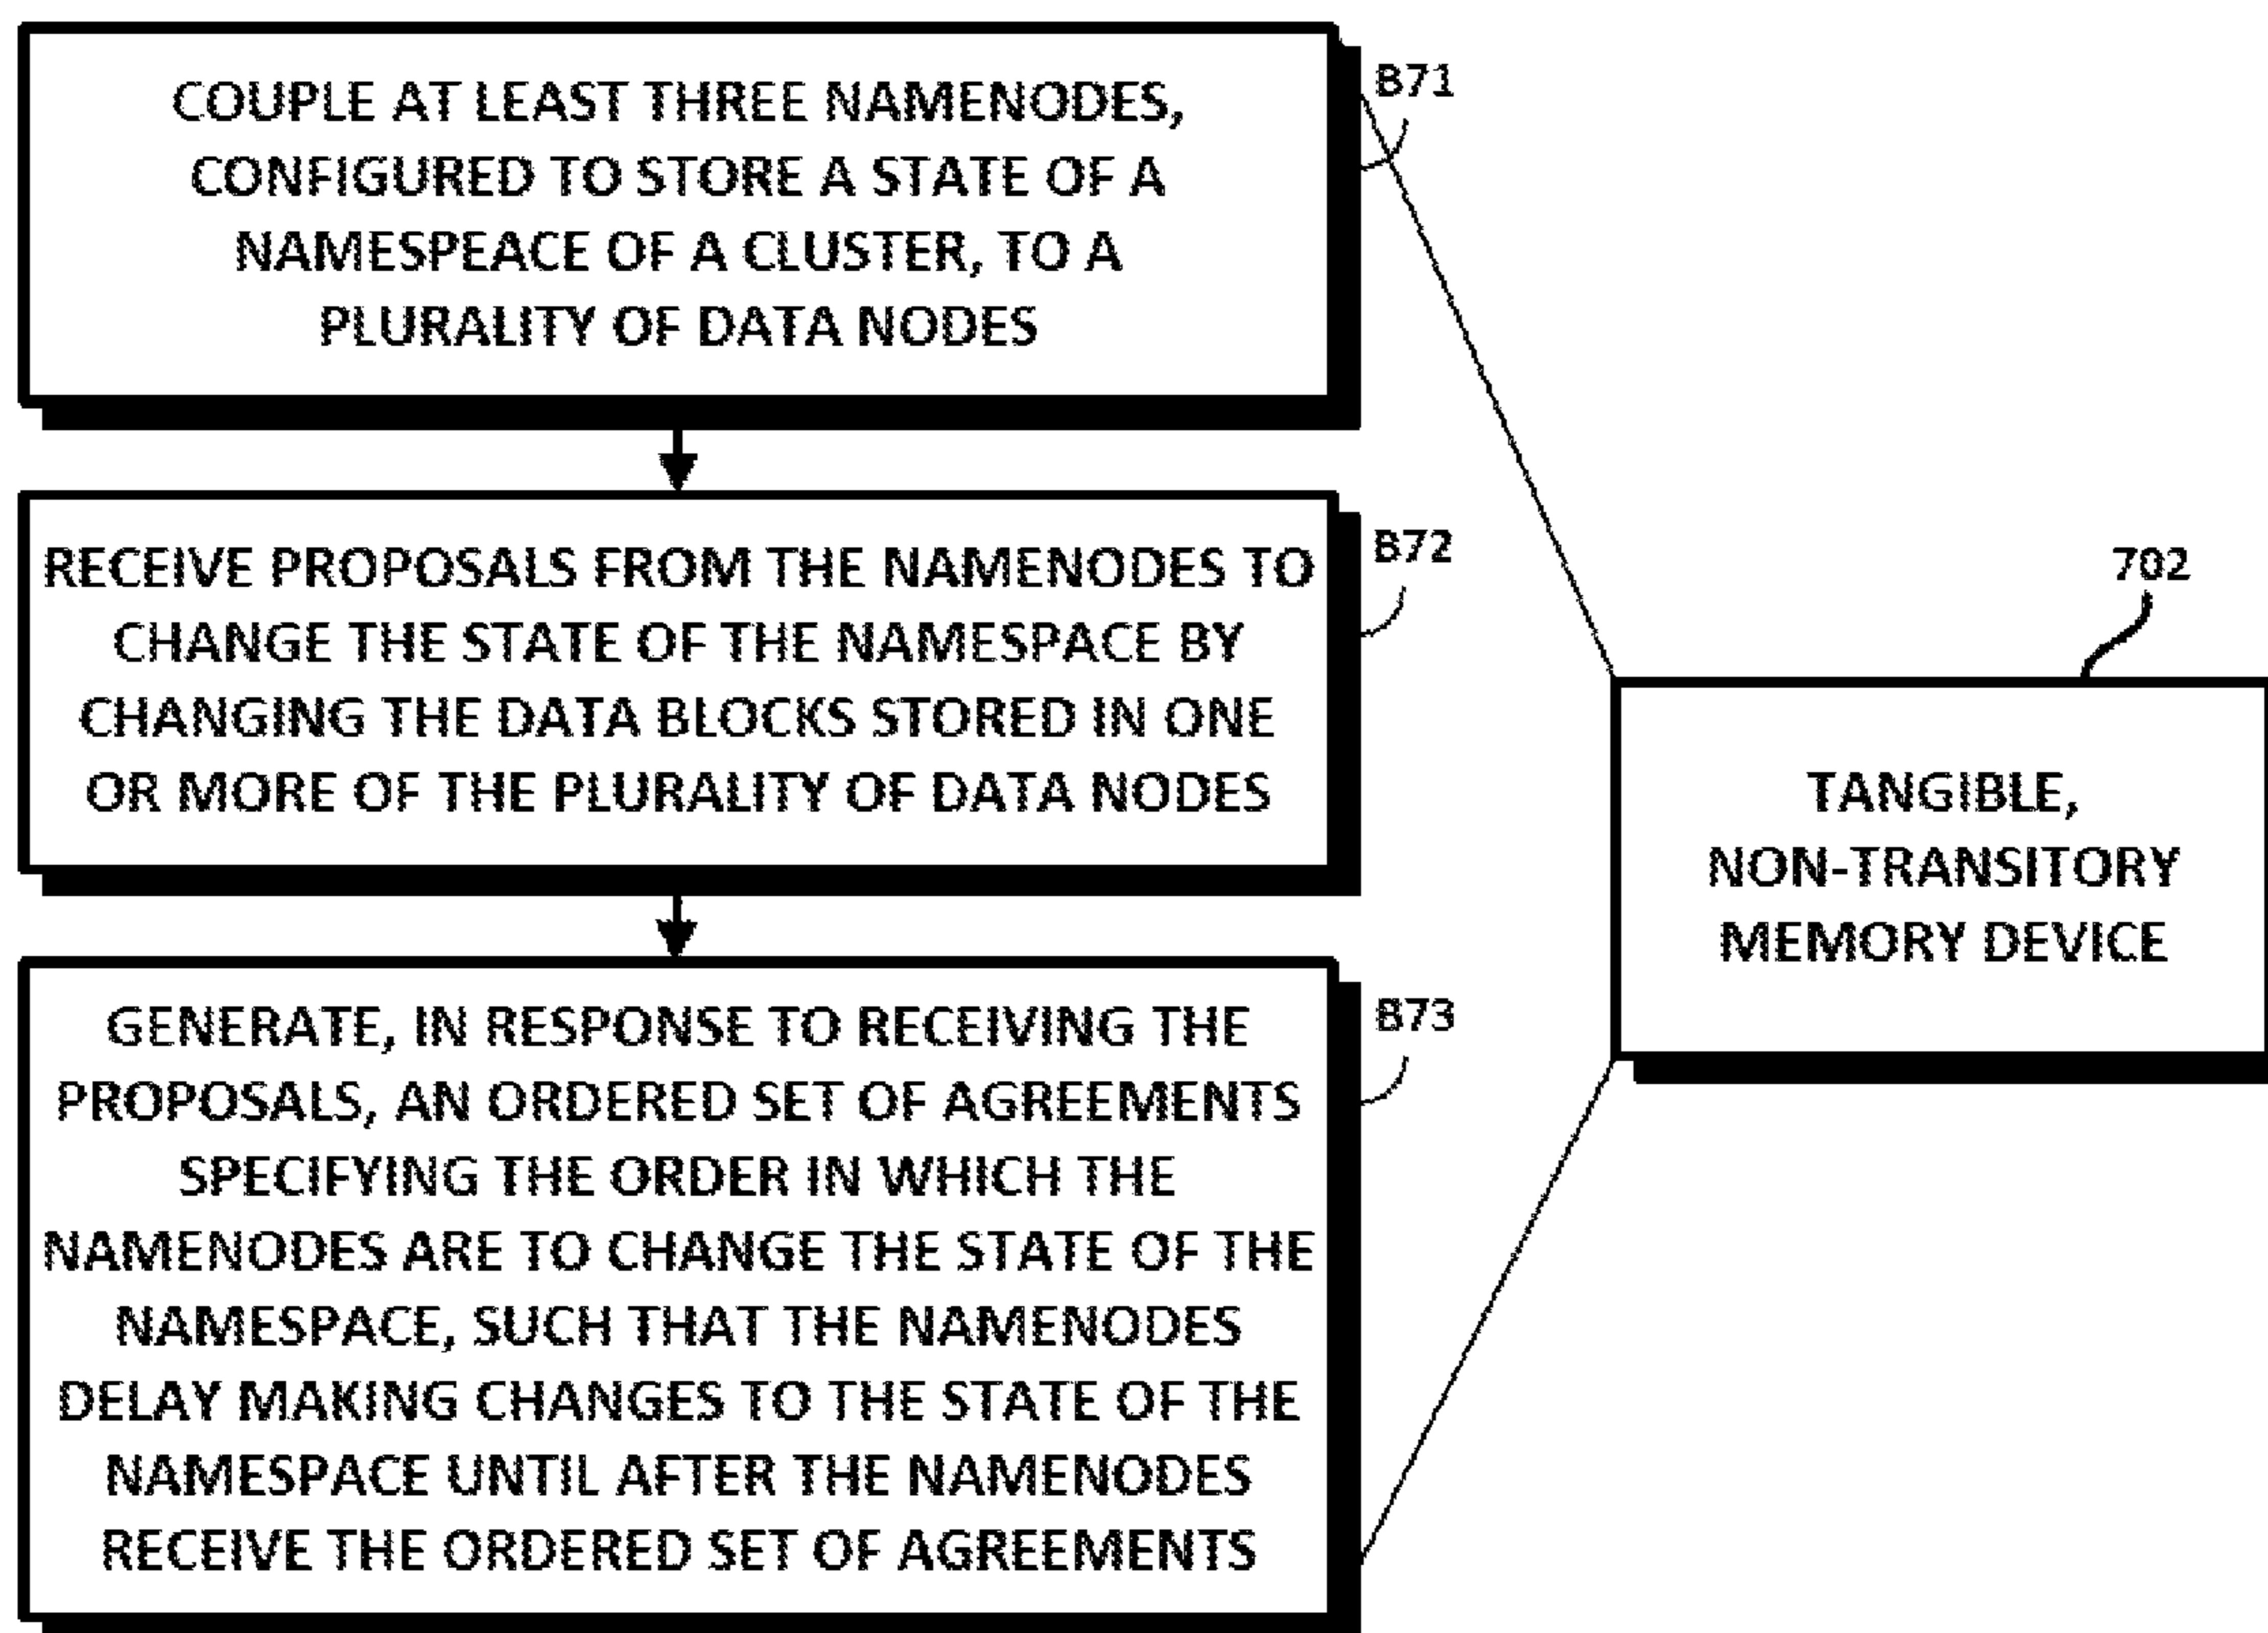 COUPLE AT LEAST THREE NAMENODES,
CONFIGURED TO STORE A STATE OF A
NAMESPEACE OF A CLUSTER, TO A
PLURALITY OF DATA NODES
B71
RECEIVE PROPOSALS FROM THE NAMENODES TO
CHANGE THE STATE OF THE NAMESPACE BY
CHANGING THE DATA BLOCKS STORED IN ONE
OR MORE OF THE PLURALITY OF DATA NODES
B72
GENERATE, IN RESPONSE TO RECEIVING THE
PROPOSALS, AN ORDERED SET OF AGREEMENTS
SPECIFYING THE ORDER IN WHICH THE
NAMENODES ARE TO CHANGE THE STATE OF THE
NAMESPACE, SUCH THAT THE NAMENODES
DELAY MAKING CHANGES TO THE STATE OF THE
NAMESPACE UNTIL AFTER THE NAMENODES
RECEIVE THE ORDERED SET OF AGREEMENTS
B73
702
TANGIBLE,
NON-TRANSITORY
MEMORY DEVICE